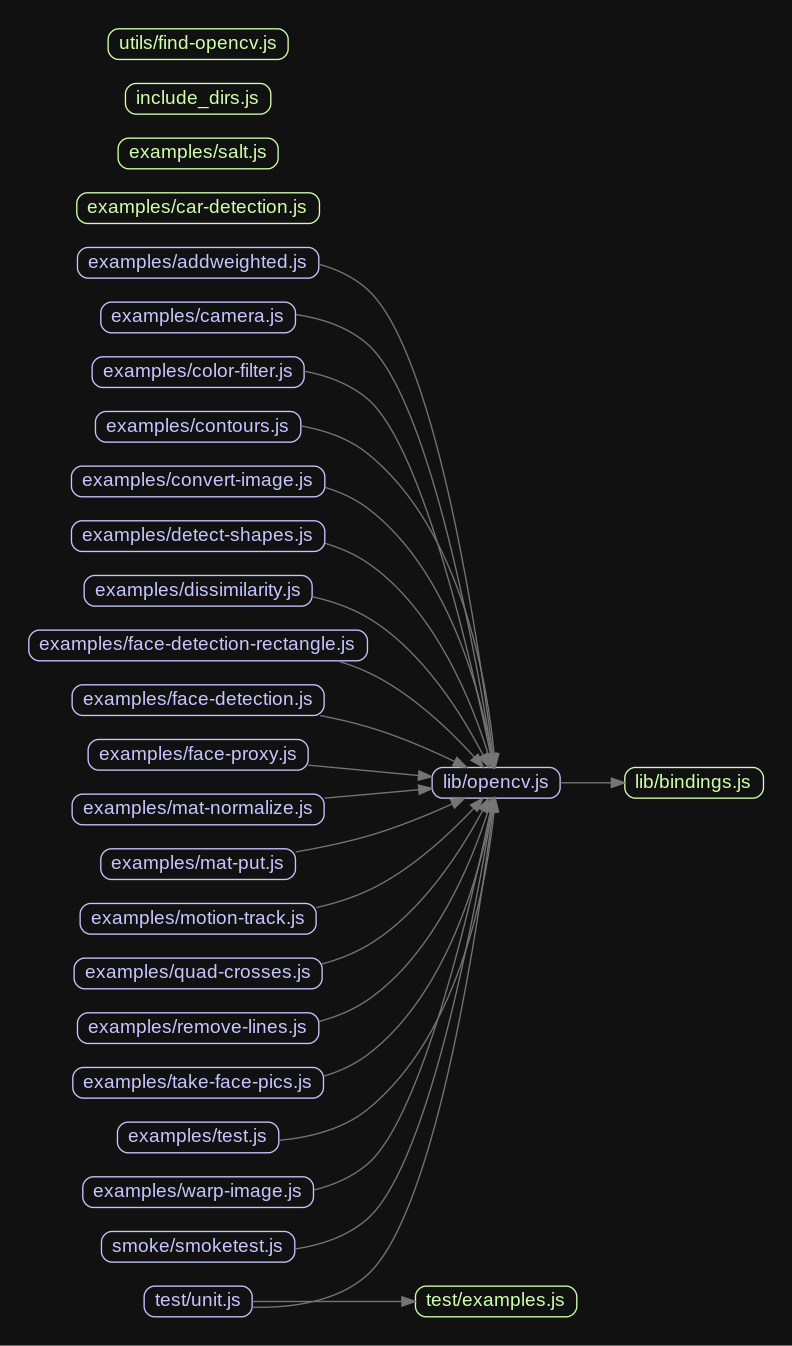 utils/find-opencv.js
include_dirs.js
examples/salt.js
examples/car-detection.js
examples/addweighted.js
examples/camera.js
examples/color-filter.js
examples/contours.js
examples/convert-image.js
examples/detect-shapes.js
examples/dissimilarity.js
examples/face-detection-rectangle.js
examples/face-detection.js
examples/face-proxy.js
lib/opencv.js
lib/bindings.js
examples/mat-normalize.js
examples/mat-put.js
examples/motion-track.js
examples/quad-crosses.js
examples/remove-lines.js
examples/take-face-pics.js
examples/test.js
examples/warp-image.js
smoke/smoketest.js
test/unit.js
test/examples.js